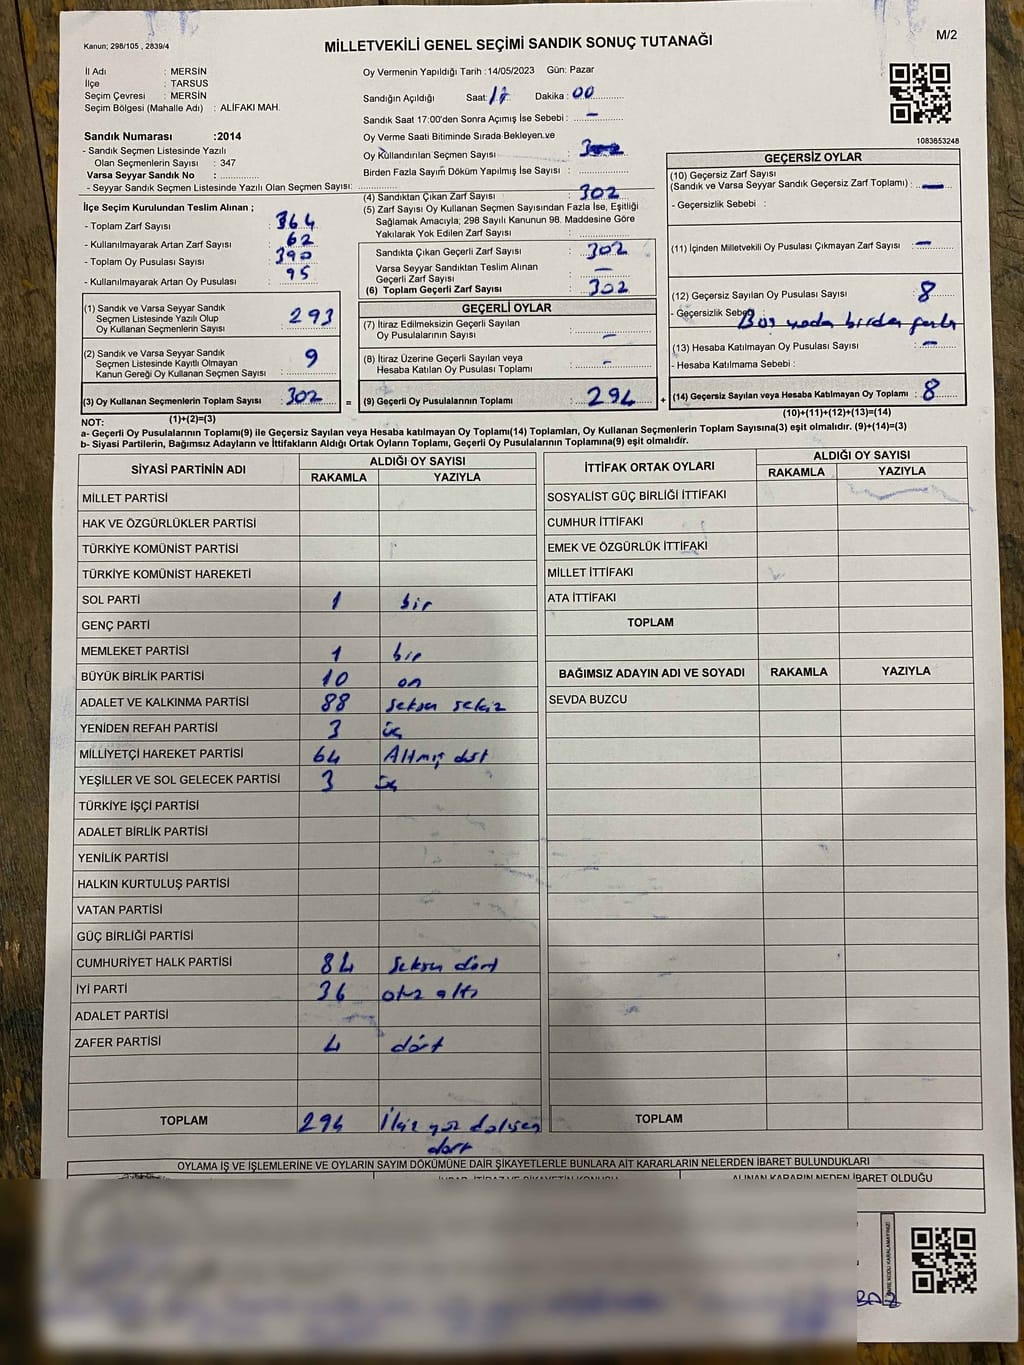 Kanun; 298/105 , 2839/4
MİLLETVEKİLİ GENEL SEÇİMİ SANDIK SONUÇ TUTANAĞI
M/2
İl Adı : MERSİN
İlçe : TARSUS
Seçim Çevresi : MERSİN
Seçim Bölgesi (Mahalle Adı) : ALİFAKI MAH.
Sandık Numarası :2014
- Sandık Seçmen Listesinde Yazılı
Olan Seçmenlerin Sayısı : 347
Varsa Seyyar Sandık No :
- Seyyar Sandık Seçmen Listesinde Yazılı Olan Seçmen Sayısı:
Oy Vermenin Yapıldığı Tarih :14/05/2023 Gün: Pazar
Sandığın Açıldığı Saat: 17 Dakika : 00
Sandık Saat 17:00'den Sonra Açımış İse Sebebi : —
Oy Verme Saati Bitiminde Sırada Bekleyen ve
Oy Kullandırılan Seçmen Sayısı :
Birden Fazla Sayım Döküm Yapılmış İse Sayısı :
(4) Sandıktan Çıkan Zarf Sayısı : 302
(5) Zarf Sayısı Oy Kullanan Seçmen Sayısından Fazla İse, Eşitliği
Sağlamak Amacıyla; 298 Sayılı Kanunun 98. Maddesine Göre
Yakılarak Yok Edilen Zarf Sayısı :
1083653248
İlçe Seçim Kurulundan Teslim Alınan ;
- Toplam Zarf Sayısı : 364
- Kullanılmayarak Artan Zarf Sayısı : 62
- Toplam Oy Pusulası Sayısı : 390
- Kullanılmayarak Artan Oy Pusulası : 95
(1) Sandık ve Varsa Seyyar Sandık
Seçmen Listesinde Yazılı Olup
Oy Kullanan Seçmenlerin Sayısı : 293
(2) Sandık ve Varsa Seyyar Sandık
Seçmen Listesinde Kayıtlı Olmayan
Kanun Gereği Oy Kullanan Seçmen Sayısı : 9
(3) Oy Kullanan Seçmenlerin Toplam Sayısı : 302
(1)+(2)=(3)
Sandıkta Çıkan Geçerli Zarf Sayısı : 302
Varsa Seyyar Sandıktan Teslim Alınan
Geçerli Zarf Sayısı : —
(6) Toplam Geçerli Zarf Sayısı : 302
GEÇERLİ OYLAR
(7) İtiraz Edilmeksizin Geçerli Sayılan
Oy Pusulalarının Sayısı : —
(8) İtiraz Üzerine Geçerli Sayılan veya
Hesaba Katılan Oy Pusulası Toplamı : -
= (9) Geçerli Oy Pusulalarının Toplamı : 294 +
GEÇERSİZ OYLAR
(10) Geçersiz Zarf Sayısı
(Sandık ve Varsa Seyyar Sandık Geçersiz Zarf Toplamı) : —
- Geçersizlik Sebebi :
(11) İçinden Milletvekili Oy Pusulası Çıkmayan Zarf Sayısı : —
(12) Geçersiz Sayılan Oy Pusulası Sayısı : 8
- Geçersizlik Sebebi Boş yada birden fazla
(13) Hesaba Katılmayan Oy Pusulası Sayısı : —
- Hesaba Katılmama Sebebi :
(14) Geçersiz Sayılan veya Hesaba Katılmayan Oy Toplamı : 8
(10)+(11)+(12)+(13)=(14)
NOT:
a- Geçerli Oy Pusulalarının Toplamı(9) ile Geçersiz Sayılan veya Hesaba katılmayan Oy Toplamı(14) Toplamları, Oy Kullanan Seçmenlerin Toplam Sayısına(3) eşit olmalıdır. (9)+(14)=(3)
b- Siyasi Partilerin, Bağımsız Adayların ve İttifakların Aldığı Ortak Oyların Toplamı, Geçerli Oy Pusulalarının Toplamına(9) eşit olmalıdır.
SİYASİ PARTİNİN ADI ALDIĞI OY SAYISI
RAKAMLA YAZIYLA
MİLLET PARTİSİ
HAK VE ÖZGÜRLÜKLER PARTİSİ
TÜRKİYE KOMÜNİST PARTİSİ
TÜRKİYE KOMÜNİST HAREKETİ
SOL PARTİ 1 bir
GENÇ PARTİ
MEMLEKET PARTİSİ 1 bir
BÜYÜK BİRLİK PARTİSİ 10 on
ADALET VE KALKINMA PARTİSİ 88 seksen sekiz
YENİDEN REFAH PARTİSİ 3 üç
MİLLİYETÇİ HAREKET PARTİSİ 64 Altmış dört
YEŞİLLER VE SOL GELECEK PARTİSİ 3 üç
TÜRKİYE İŞÇİ PARTİSİ
ADALET BİRLİK PARTİSİ
YENİLİK PARTİSİ
HALKIN KURTULUŞ PARTİSİ
VATAN PARTİSİ
GÜÇ BİRLİĞİ PARTİSİ
CUMHURİYET HALK PARTİSİ 84 seksen dört
İYİ PARTİ 36 otuz altı
ADALET PARTİSİ
ZAFER PARTİSİ 4 dört
TOPLAM 294 İkiyüz doksan
dört
İTTİFAK ORTAK OYLARI ALDIĞI OY SAYISI
RAKAMLA YAZIYLA
SOSYALİST GÜÇ BİRLİĞİ İTTİFAKI
CUMHUR İTTİFAKI
EMEK VE ÖZGÜRLÜK İTTİFAKI
MİLLET İTTİFAKI
ATA İTTİFAKI
TOPLAM
BAĞIMSIZ ADAYIN ADI VE SOYADI RAKAMLA YAZIYLA
SEVDA BUZCU
TOPLAM
OYLAMA İŞ VE İŞLEMLERİNE VE OYLARIN SAYIM DÖKÜMÜNE DAİR ŞİKAYETLERLE BUNLARA AİT KARARLARIN NELERDEN İBARET BULUNDUKLARI
ALINAN KARARIN NEDEN İBARET OLDUĞU